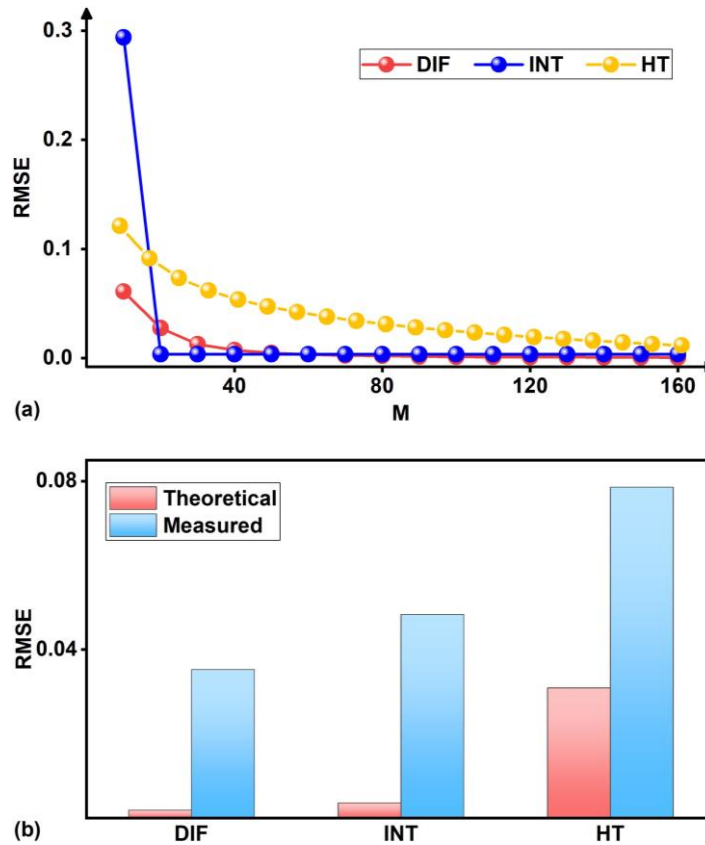 0.3
DIF INT HT
0.2
RMSE
0.1
0.0
40 80 120 160
(a) M
0.08
Theoretical
Measured
RMSE
0.04
(b) DIF INT HT